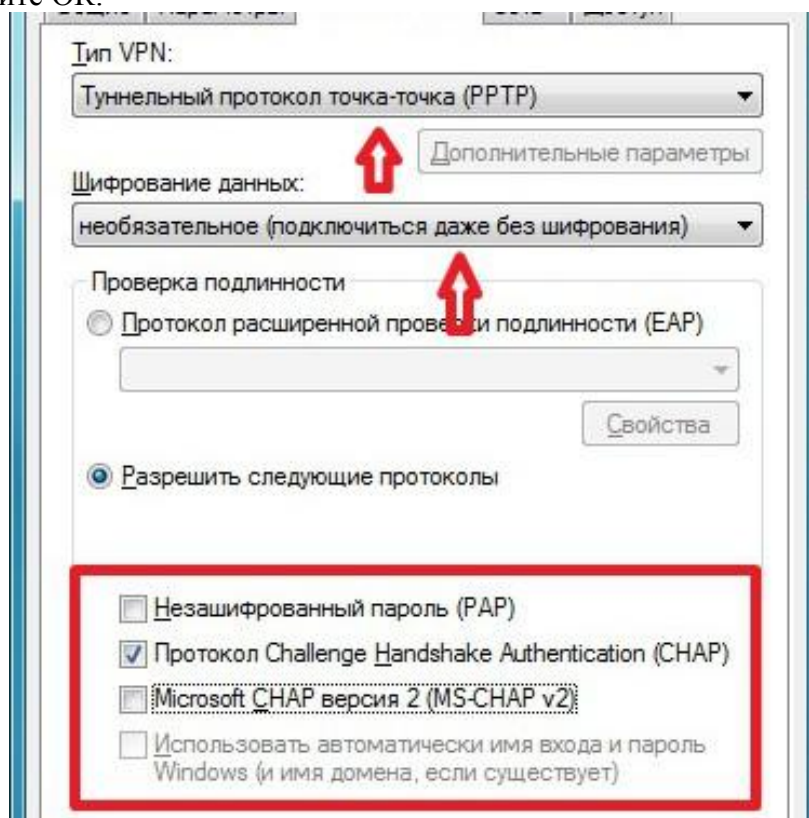 ОК.
Тип VPN:
Туннельный протокол точка-точка (PPTP)
Дополнительные параметры
Шифрование данных:
необязательное (подключиться даже без шифрования)
Проверка подлинности
Протокол расширенной проверки подлинности (EAP)
Свойства
Разрешить следующие протоколы
Незашифрованный пароль (PAP)
Протокол Challenge Handshake Authentication (CHAP)
Microsoft CHAP версия 2 (MS-CHAP v2)
Использовать автоматически имя входа и пароль
Windows (и имя домена, если существует)